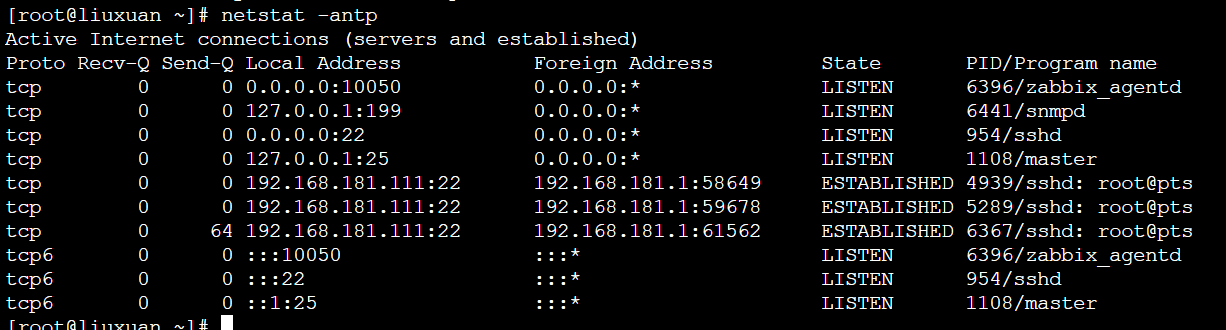 [root@liuxuan ~]# netstat -antp
Active Internet connections (servers and established)
Proto Recv-Q Send-Q Local Address           Foreign Address         State       PID/Program name
tcp        0      0 0.0.0.0:10050           0.0.0.0:*               LISTEN      6396/zabbix_agentd
tcp        0      0 127.0.0.1:199           0.0.0.0:*               LISTEN      6441/snmpd
tcp        0      0 0.0.0.0:22              0.0.0.0:*               LISTEN      954/sshd
tcp        0      0 127.0.0.1:25            0.0.0.0:*               LISTEN      1108/master
tcp        0      0 192.168.181.111:22      192.168.181.1:58649     ESTABLISHED 4939/sshd: root@pts
tcp        0      0 192.168.181.111:22      192.168.181.1:59678     ESTABLISHED 5289/sshd: root@pts
tcp        0     64 192.168.181.111:22      192.168.181.1:61562     ESTABLISHED 6367/sshd: root@pts
tcp6       0      0 :::10050                :::*                    LISTEN      6396/zabbix_agentd
tcp6       0      0 :::22                   :::*                    LISTEN      954/sshd
tcp6       0      0 ::1:25                  :::*                    LISTEN      1108/master
[root@liuxuan ~]#